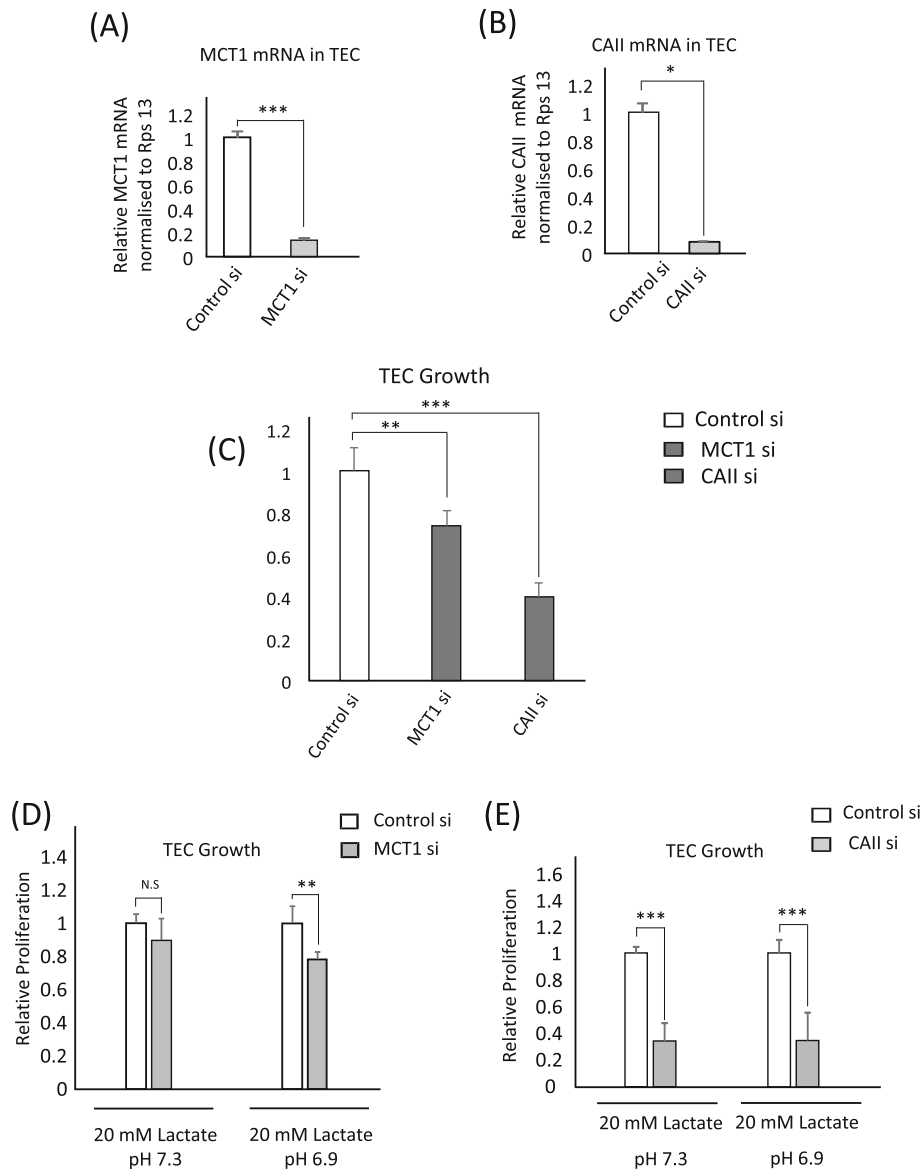 (A)
MCT1 mRNA in TEC
Relative MCT1 mRNA
normalised to Rps 13
1.2
1
0.8
0.6
0.4
0.2
0
***
Control si
MCT1 si
(B)
CAII mRNA in TEC
Relative CAII mRNA
normalised to Rps 13
1.2
1
0.8
0.6
0.4
0.2
0
*
Control si
CAII si
(C)
TEC Growth
1.2
1
0.8
0.6
0.4
0.2
0
***
**
Control si
MCT1 si
CAII si
Control si
MCT1 si
CAII si
(D)
TEC Growth
Control si
MCT1 si
Relative Proliferation
1.4
1.2
1
0.8
0.6
0.4
0.2
0
N.S
**
20 mM Lactate
pH 7.3
20 mM Lactate
pH 6.9
(E)
TEC Growth
Control si
CAII si
Relative Proliferation
1.6
1.4
1.2
1
0.8
0.6
0.4
0.2
0
***
***
20 mM Lactate
pH 7.3
20 mM Lactate
pH 6.9